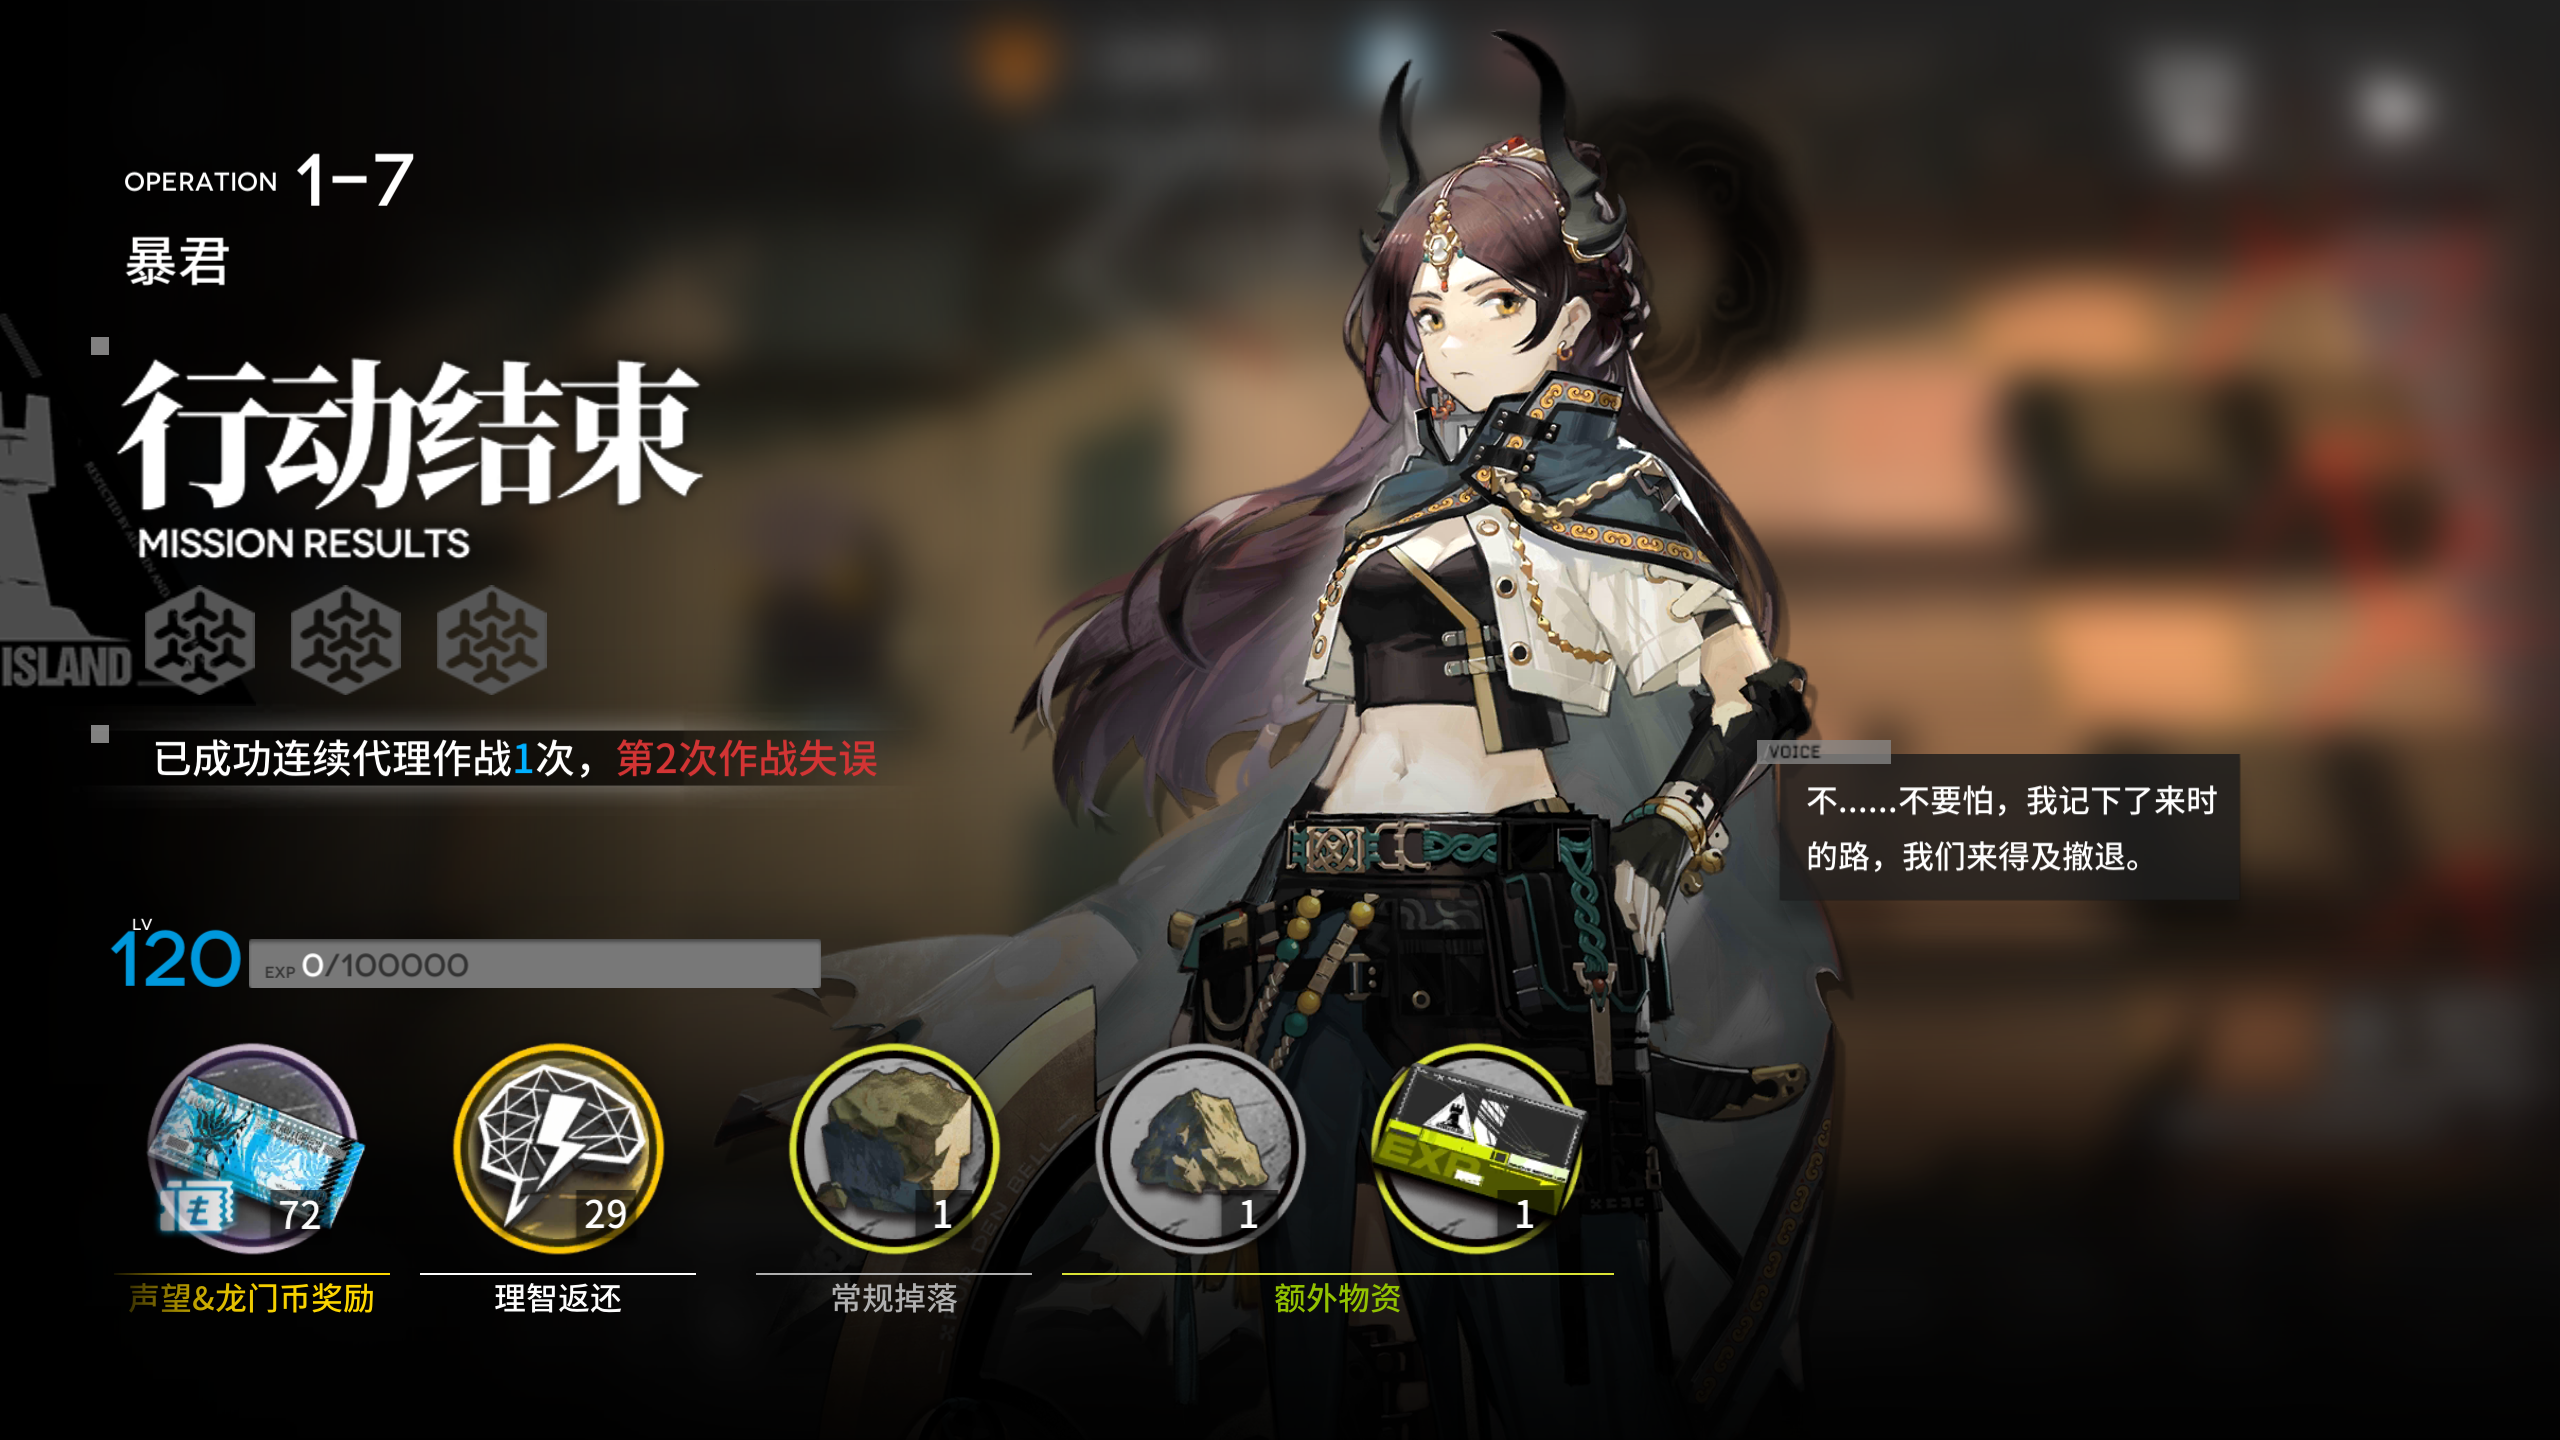 OPERATION 1-7
暴君
行动结束
MISSION RESULTS
ISLAND
已成功连续代理作战1次，第2次作战失误
VOICE
不……不要怕，我记下了来时
的路，我们来得及撤退。
LV
120
EXP 0/100000
72
29
1
1
EXP
1
声望&龙门币奖励
理智返还
常规掉落
额外物资